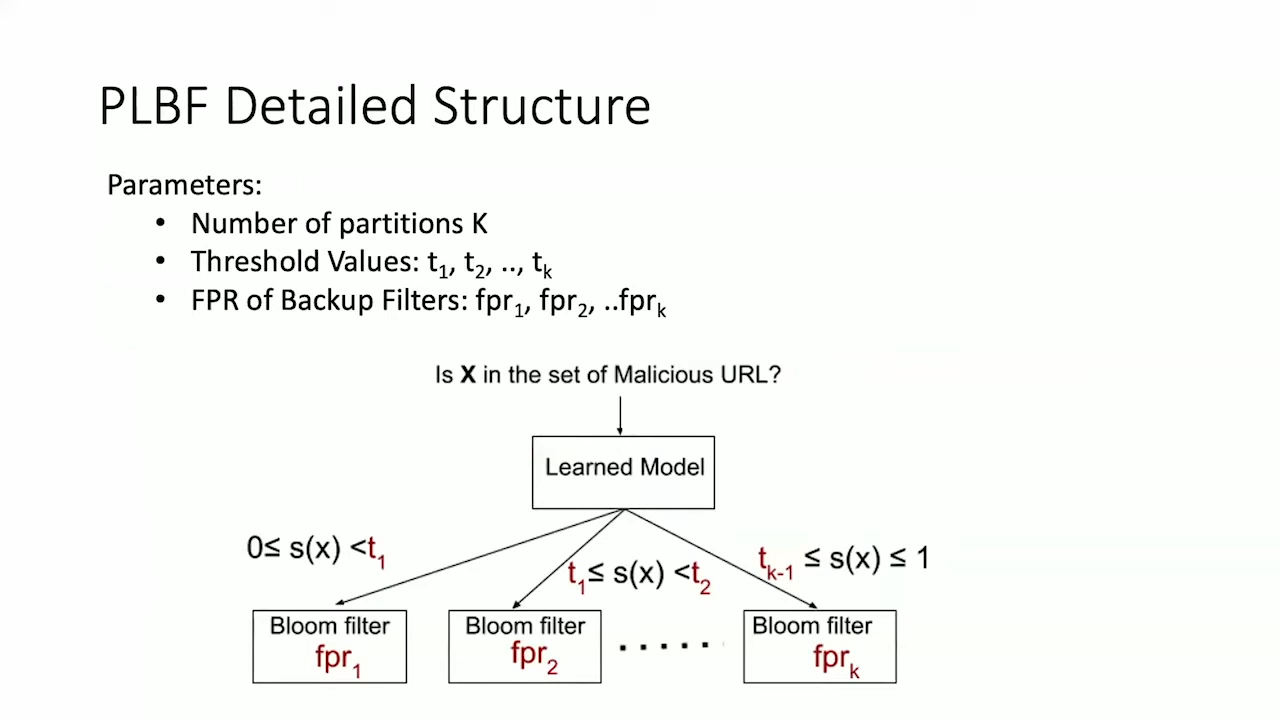 PLBF Detailed Structure
Parameters:
• Number of partitions K
• Threshold Values: t1, t2, .., tk
• FPR of Backup Filters: fpr1, fpr2, ..fprk
Is X in the set of Malicious URL?
Learned Model
0≤ s(x) <t1
t1≤ s(x) <t2
tk-1 ≤ s(x) ≤ 1
Bloom filter
fpr1
Bloom filter
fpr2
. . . . .
Bloom filter
fprk